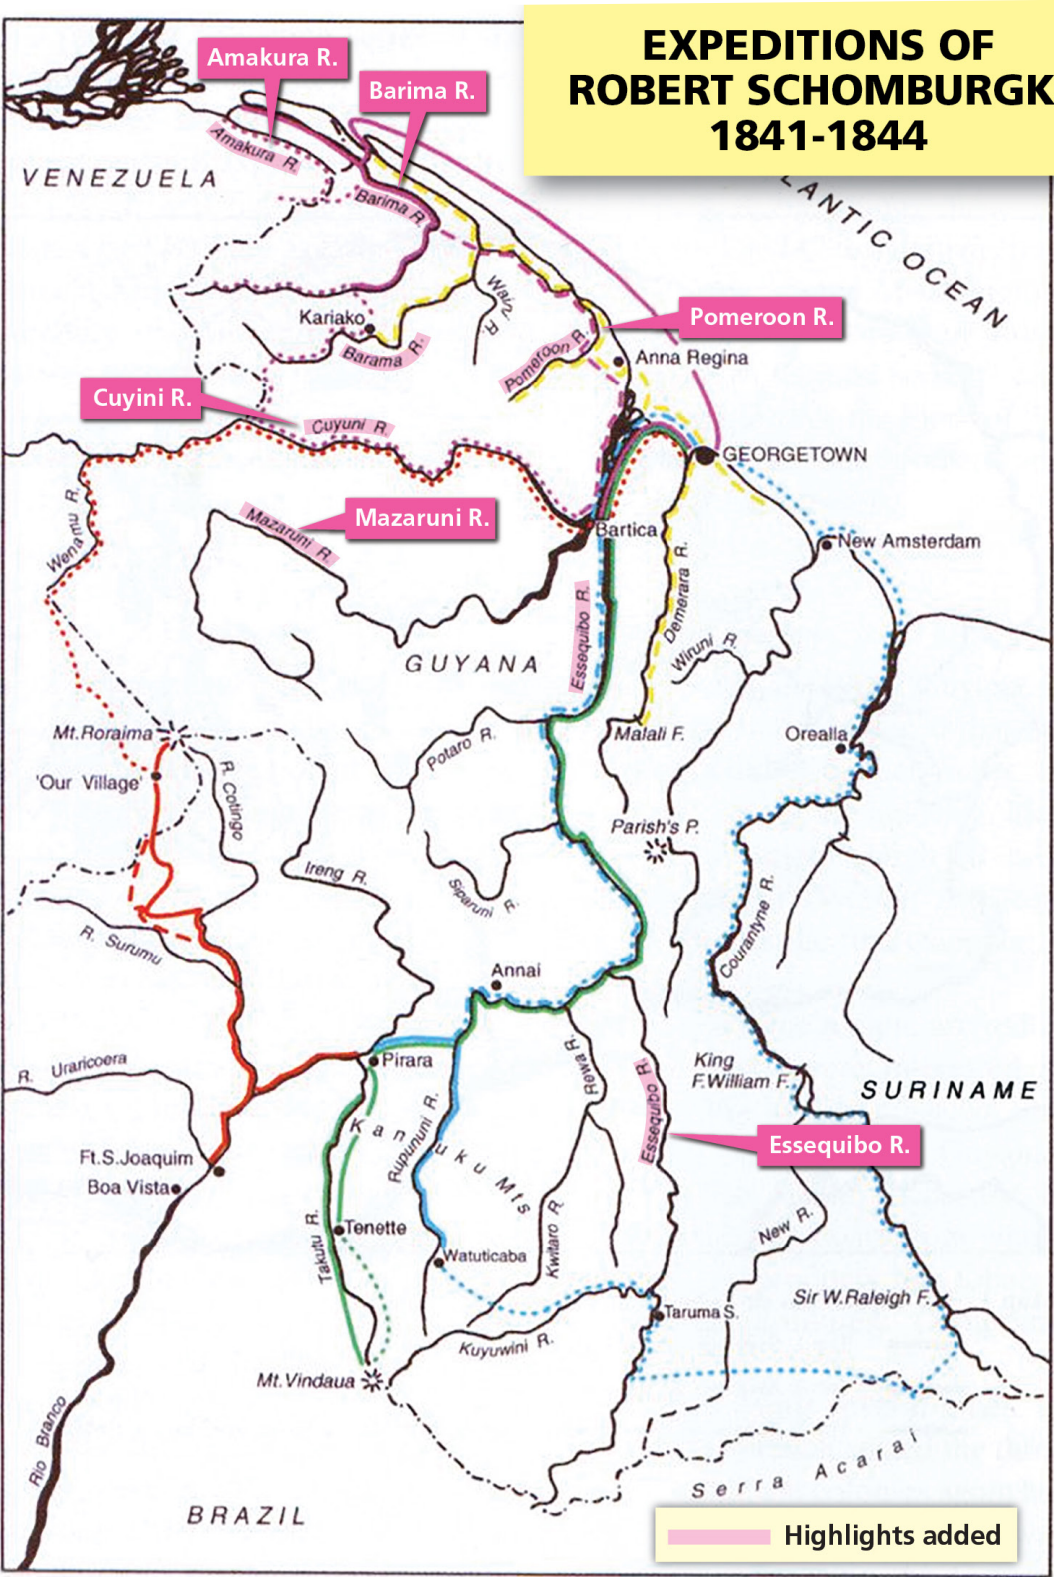 EXPEDITIONS OF
ROBERT SCHOMBURGK
1841-1844
Amakura R.
Barima R.
Amakura R.
VENEZUELA
Barima R.
LANTIC OCEAN
Waini R.
Kariako
Barama R.
Pomeroon R.
Pomeroon R.
Anna Regina
Cuyini R.
Cuyuni R.
GEORGETOWN
Mazaruni R.
Mazaruni R.
Wenamu R.
Bartica
New Amsterdam
Demerara R.
Essequibo R.
Wiruni R.
GUYANA
Mt.Roraima
Potaro R.
Malali F.
Orealla
'Our Village'
R. Cotingo
Parish's P.
Ireng R.
Siparuni R.
Courantyne R.
R. Surumu
Annai
R. Uraricoera
Pirara
Rewa R.
King
F.William F.
SURINAME
Essequibo R.
Essequibo R.
Kanuku Mts
Rupununi R.
Ft.S.Joaquim
Boa Vista
Takutu R.
Tenette
Kwitaro R.
New R.
Watuticaba
Sir W.Raleigh F.
Taruma S.
Kuyuwini R.
Mt.Vindaua
Rio Branco
Serra Acarai
BRAZIL
Highlights added